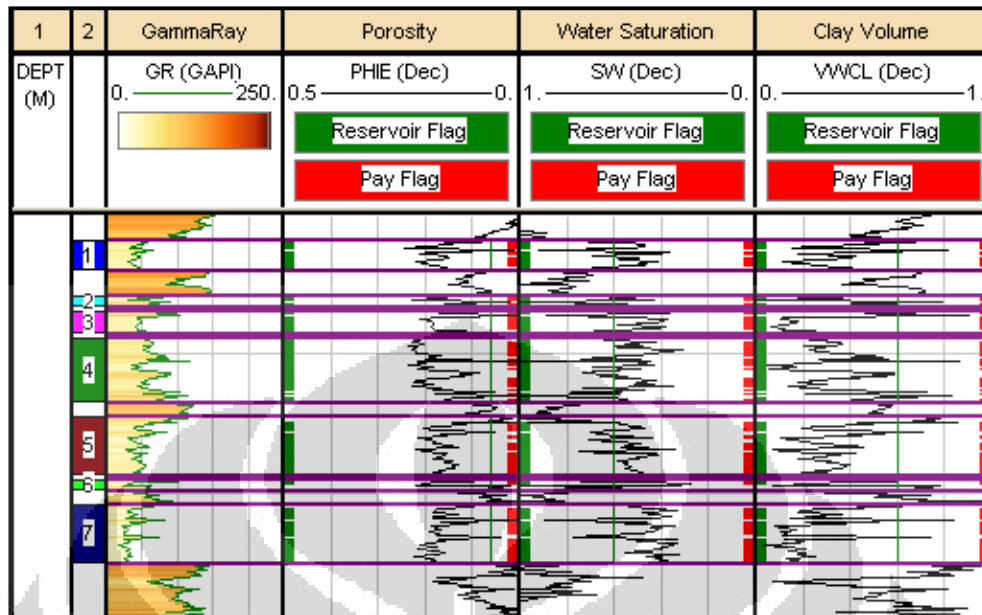 1 2 GammaRay Porosity Water Saturation Clay Volume
DEPT (M) GR (GAPI) PHIE (Dec) SW (Dec) VWCL (Dec)
0. 250. 0.5 0. 1. 0. 0. 1.
Reservoir Flag Reservoir Flag Reservoir Flag
Pay Flag Pay Flag Pay Flag
1
2
3
4
5
6
7